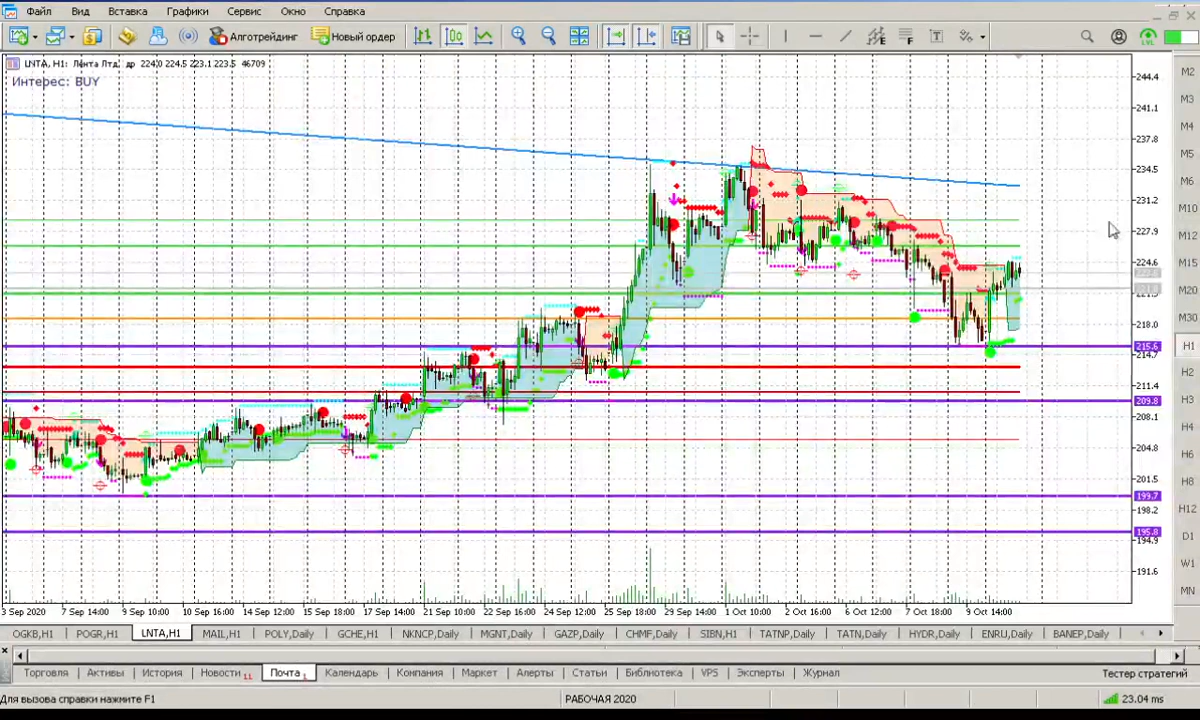 Файл Вид Вставка Графики Сервис Окно Справка
Алготрейдинг Новый ордер
LVL
LNTA, H1: Лента Лтд. др 224.0 224.5 223.1 223.5 46709
Интерес: BUY
244.4
241.1
237.8
234.5
231.2
227.9
224.6
218.0
215.6
214.7
211.4
209.8
208.1
204.8
201.5
199.7
198.2
195.8
194.9
191.6
M2
M3
M4
M5
M6
M10
M12
M15
M20
M30
H1
H2
H3
H4
H6
H8
H12
D1
W1
MN
3 Sep 2020 7 Sep 14:00 9 Sep 10:00 10 Sep 16:00 14 Sep 12:00 15 Sep 18:00 17 Sep 14:00 21 Sep 10:00 22 Sep 16:00 24 Sep 12:00 25 Sep 18:00 29 Sep 14:00 1 Oct 10:00 2 Oct 16:00 6 Oct 12:00 7 Oct 18:00 9 Oct 14:00
OGKB,H1 POGR,H1 LNTA,H1 MAIL,H1 POLY,Daily GCHE,H1 NKNCP,Daily MGNT,Daily GAZP,Daily CHMF,Daily SIBN,H1 TATNP,Daily TATN,Daily HYDR,Daily ENRU,Daily BANEP,Daily
Торговля Активы История Новости 11 Почта 1 Календарь Компания Маркет Алерты Статьи Библиотека VPS Эксперты Журнал Тестер стратегий
Для вызова справки нажмите F1 РАБОЧАЯ 2020 23.04 ms